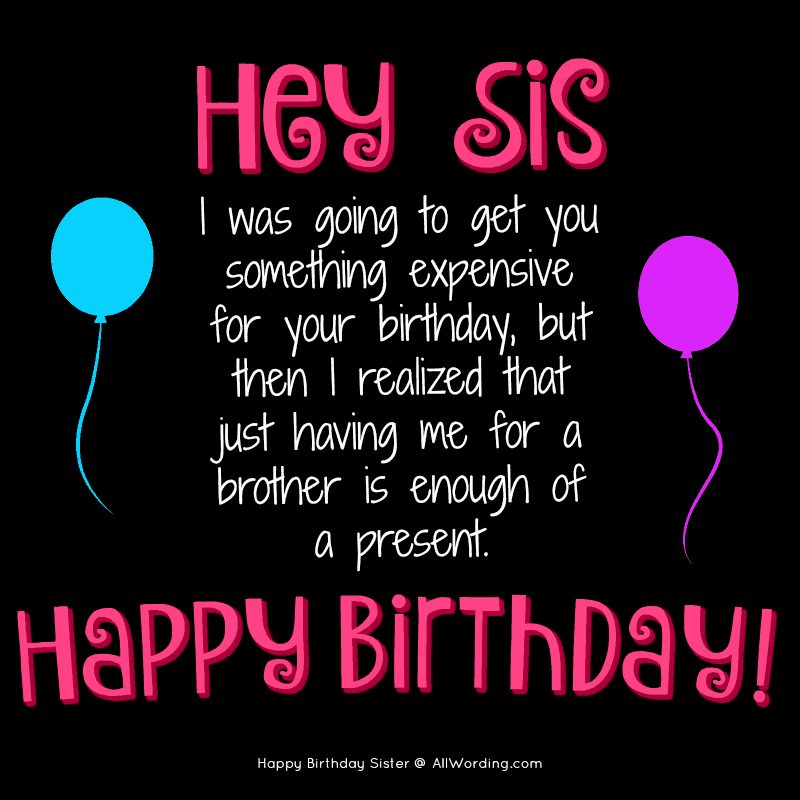 Hey Sis
I was going to get you
something expensive
for your birthday, but
then I realized that
just having me for a
brother is enough of
a present.
Happy Birthday!
Happy Birthday Sister @ AllWording.com